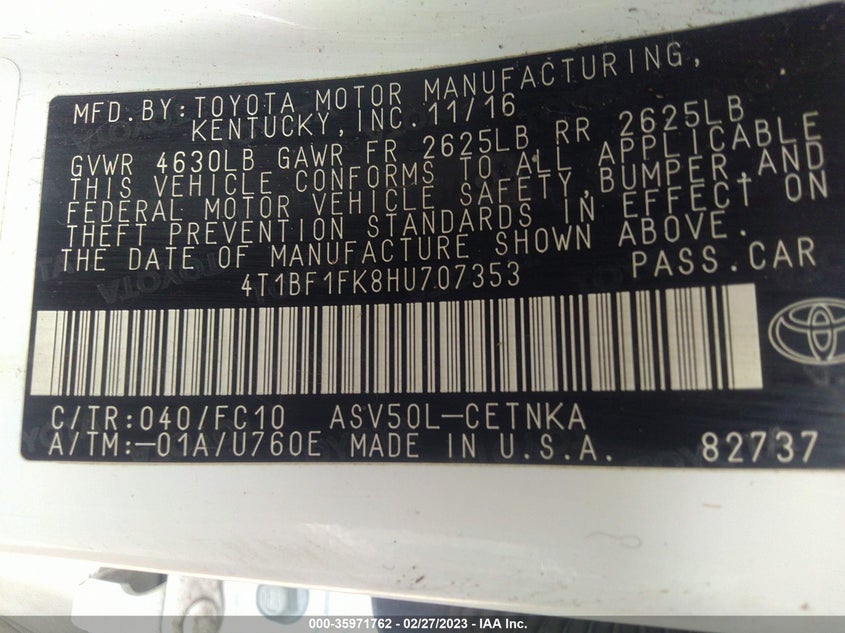 MFD.BY:TOYOTA MOTOR MANUFACTURING,
KENTUCKY,INC.11/16
GVWR 4630LB GAWR FR 2625LB RR 2625LB
THIS VEHICLE CONFORMS TO ALL APPLICABLE
FEDERAL MOTOR VEHICLE SAFETY,BUMPER,AND
THEFT PREVENTION STANDARDS IN EFFECT ON
THE DATE OF MANUFACTURE SHOWN ABOVE.
4T1BF1FK8HU707353 PASS.CAR
C/TR:040/FC10 ASV50L-CETNKA
A/TM:-01A/U760E MADE IN U.S.A. 82737
000-35971762 - 02/27/2023 - IAA Inc.